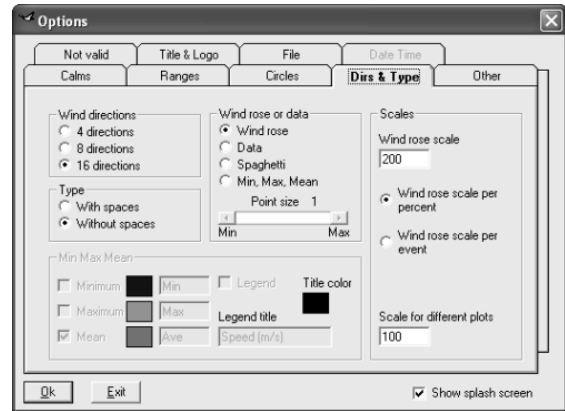 Options
Not valid
Title & Logo
File
Date Time
Calms
Ranges
Circles
Dirs & Type
Other
Wind directions
4 directions
8 directions
16 directions
Type
With spaces
Without spaces
Wind rose or data
Wind rose
Data
Spaghetti
Min, Max, Mean
Point size 1
Min Max
Scales
Wind rose scale
200
Wind rose scale per
percent
Wind rose scale per
event
Scale for different plots
100
Min Max Mean
Minimum Min
Maximum Max
Mean Ave
Legend
Title color
Legend title
Speed (m/s)
Ok
Exit
Show splash screen